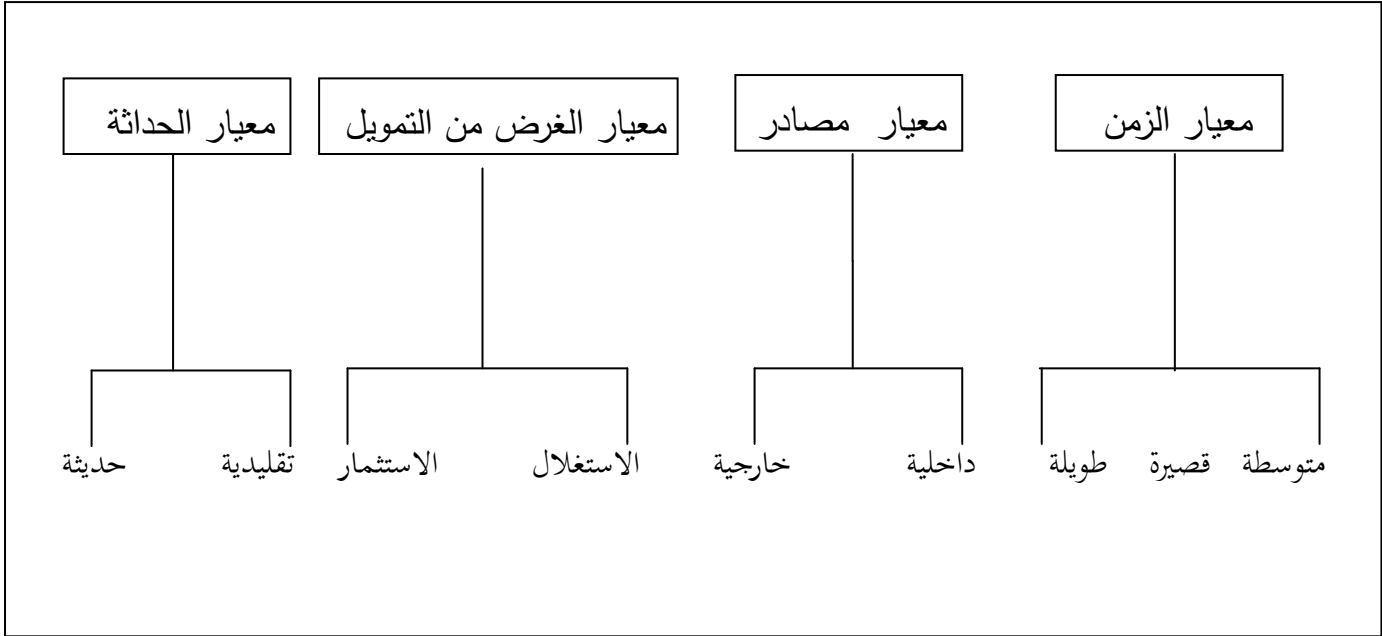 معيار الزمن
معيار مصادر
معيار الغرض من التمويل
معيار الحداثة
متوسطة قصيرة طويلة
داخلية خارجية
الاستغلال الاستثمار
تقليدية حديثة